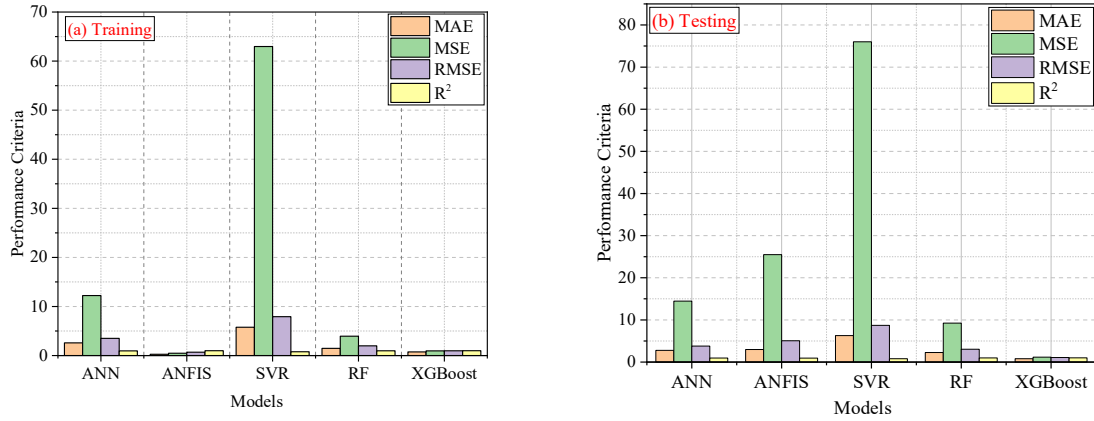 (a) Training
MAE
MSE
RMSE
R²
Performance Criteria
70
60
50
40
30
20
10
0
ANN ANFIS SVR RF XGBoost
Models
(b) Testing
MAE
MSE
RMSE
R²
Performance Criteria
80
70
60
50
40
30
20
10
0
ANN ANFIS SVR RF XGBoost
Models